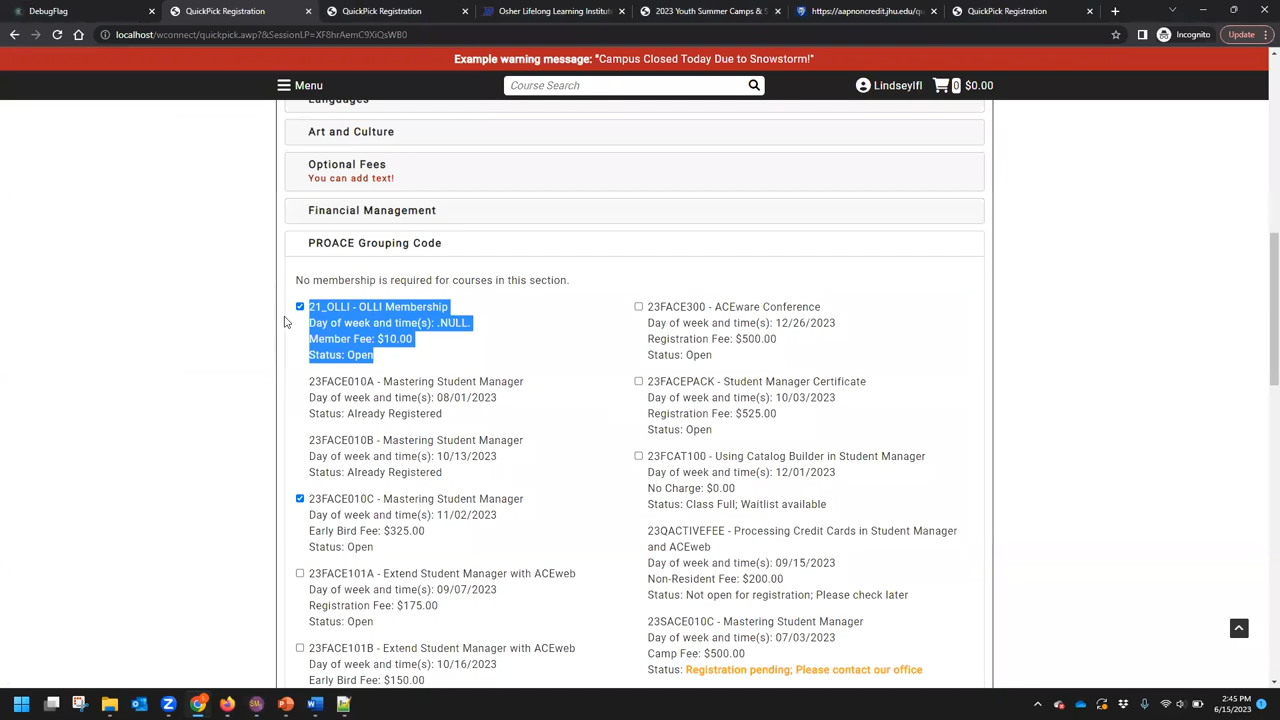 DebugFlag
QuickPick Registration
QuickPick Registration
Osher Lifelong Learning Institut
2023 Youth Summer Camps & S
https://aaponcredit.jhu.edu/qu
QuickPick Registration
localhost/wconnect/quickpick.awp?&SessionLP=XF8hrAemC9XiQsWB0
Incognito
Update
Example warning message: "Campus Closed Today Due to Snowstorm!"
Menu
Course Search
Lindseylfl
0
$0.00
Languages
Art and Culture
Optional Fees
You can add text!
Financial Management
PROACE Grouping Code
No membership is required for courses in this section.
21_OLLI - OLLI Membership
Day of week and time(s): .NULL.
Member Fee: $10.00
Status: Open
23FACE010A - Mastering Student Manager
Day of week and time(s): 08/01/2023
Status: Already Registered
23FACE010B - Mastering Student Manager
Day of week and time(s): 10/13/2023
Status: Already Registered
23FACE010C - Mastering Student Manager
Day of week and time(s): 11/02/2023
Early Bird Fee: $325.00
Status: Open
23FACE101A - Extend Student Manager with ACEweb
Day of week and time(s): 09/07/2023
Registration Fee: $175.00
Status: Open
23FACE101B - Extend Student Manager with ACEweb
Day of week and time(s): 10/16/2023
Early Bird Fee: $150.00
23FACE300 - ACEware Conference
Day of week and time(s): 12/26/2023
Registration Fee: $500.00
Status: Open
23FACEPACK - Student Manager Certificate
Day of week and time(s): 10/03/2023
Registration Fee: $525.00
Status: Open
23FCAT100 - Using Catalog Builder in Student Manager
Day of week and time(s): 12/01/2023
No Charge: $0.00
Status: Class Full; Waitlist available
23QACTIVEFEE - Processing Credit Cards in Student Manager
and ACEweb
Day of week and time(s): 09/15/2023
Non-Resident Fee: $200.00
Status: Not open for registration; Please check later
23SACE010C - Mastering Student Manager
Day of week and time(s): 07/03/2023
Camp Fee: $500.00
Status: Registration pending; Please contact our office
2:45 PM
6/15/2023